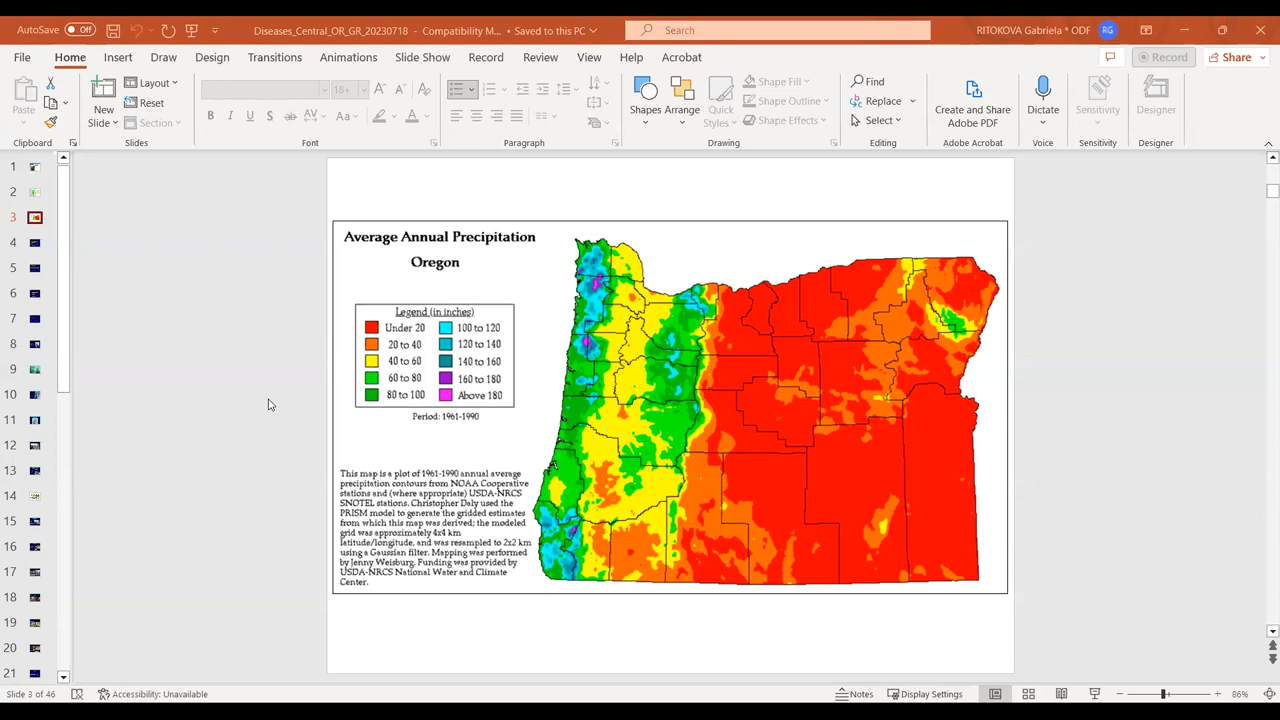 AutoSave Off
Diseases_Central_OR_GR_20230718 - Compatibility M... • Saved to this PC
Search
RITOKOVA Gabriela * ODF
RG
File Home Insert Draw Design Transitions Animations Slide Show Record Review View Help Acrobat
Record
Share
Paste
New Slide
Layout
Reset
Section
18+
Shapes
Arrange
Quick Styles
Shape Fill
Shape Outline
Shape Effects
Find
Replace
Select
Create and Share Adobe PDF
Dictate
Sensitivity
Designer
Clipboard
Slides
Font
Paragraph
Drawing
Editing
Adobe Acrobat
Voice
Sensitivity
Designer
1
2
3
4
5
6
7
8
9
10
11
12
13
14
15
16
17
18
19
20
21
Average Annual Precipitation
Oregon
Legend (in inches)
Under 20 100 to 120
20 to 40 120 to 140
40 to 60 140 to 160
60 to 80 160 to 180
80 to 100 Above 180
Period: 1961-1990
This map is a plot of 1961-1990 annual average
precipitation contours from NOAA Cooperative
stations and (where appropriate) USDA-NRCS
SNOTEL stations. Christopher Daly used the
PRISM model to generate the gridded estimates
from which this map was derived; the modeled
grid was approximately 4x4 km
latitude/longitude, and was resampled to 2x2 km
using a Gaussian filter. Mapping was performed
by Jenny Weisburg. Funding was provided by
USDA-NRCS National Water and Climate
Center.
Slide 3 of 46
Accessibility: Unavailable
Notes
Display Settings
86%